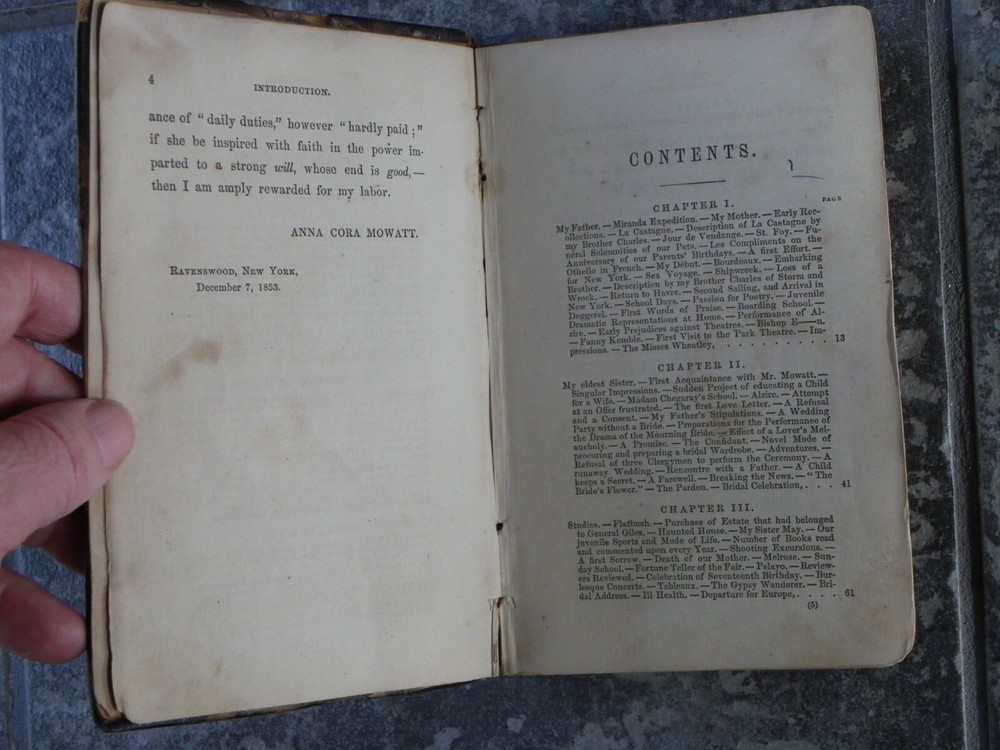 4
INTRODUCTION.
ance of "daily duties," however "hardly paid;"
if she be inspired with faith in the power im-
parted to a strong will, whose end is good,—
then I am amply rewarded for my labor.
ANNA CORA MOWATT.
RAVENSWOOD, NEW YORK,
December 7, 1853.
CONTENTS.
PAGE
CHAPTER I.
My Father. — Miranda Expedition. — My Mother. — Early Rec-
ollections. — La Castagne. — Description of La Castagne by
my Brother Charles. — Jour de Vendange. — St. Foy. — Fu-
neral Solemnities of our Pets. — Les Compliments on the
Anniversary of our Parents' Birthdays. — A first Effort. —
Othello in French. — My Début. — Bourdeaux. — Embarking
for New York. — Sea Voyage. — Shipwreck. — Loss of a
Brother. — Description by my Brother Charles of Storm and
Wreck. — Return to Havre. — Second Sailing, and Arrival in
New York. — School Days. — Passion for Poetry. — Juvenile
Doggerel. — First Words of Praise. — Boarding School. —
Dramatic Representations at Home. — Performance of Al-
zire. — Early Prejudices against Theatres. — Bishop E——n.
— Fanny Kemble. — First Visit to the Park Theatre. — Im-
pressions. — The Misses Wheatley, . . . . . . . . . 13
CHAPTER II.
My eldest Sister. — First Acquaintance with Mr. Mowatt. —
Singular Impressions. — Sudden Project of educating a Child
for a Wife. — Madam Chegaray's School. — Alzire. — Attempt
at an Offer frustrated. — The first Love Letter. — A Refusal
and a Consent. — My Father's Stipulations. — A Wedding
Party without a Bride. — Preparations for the Performance of
the Drama of the Mourning Bride. — Effect of a Lover's Mel-
ancholy. — A Promise. — The Confidant. — Novel Mode of
procuring and preparing a bridal Wardrobe. — Adventures. —
Refusal of three Clergymen to perform the Ceremony. — A
runaway Wedding. — Rencontre with a Father. — A Child
keeps a Secret. — A Farewell. — Breaking the News. — "The
Bride's Flower." — The Pardon. — Bridal Celebration, . . . 41
CHAPTER III.
Studies. — Flatbush. — Purchase of Estate that had belonged
to General Giles. — Haunted House. — My Sister May. — Our
juvenile Sports and Mode of Life. — Number of Books read
and commented upon every Year. — Shooting Excursions. —
A first Sorrow. — Death of our Mother. — Melrose. — Sun-
day School. — Fortune Teller of the Fair. — Pelayo. — Review-
ers Reviewed. — Celebration of Seventeenth Birthday. — Bur-
lesque Concerts. — Tableaux. — The Gypsy Wanderer. — Bri-
dal Address. — Ill Health. — Departure for Europe, . . . . 61
(5)